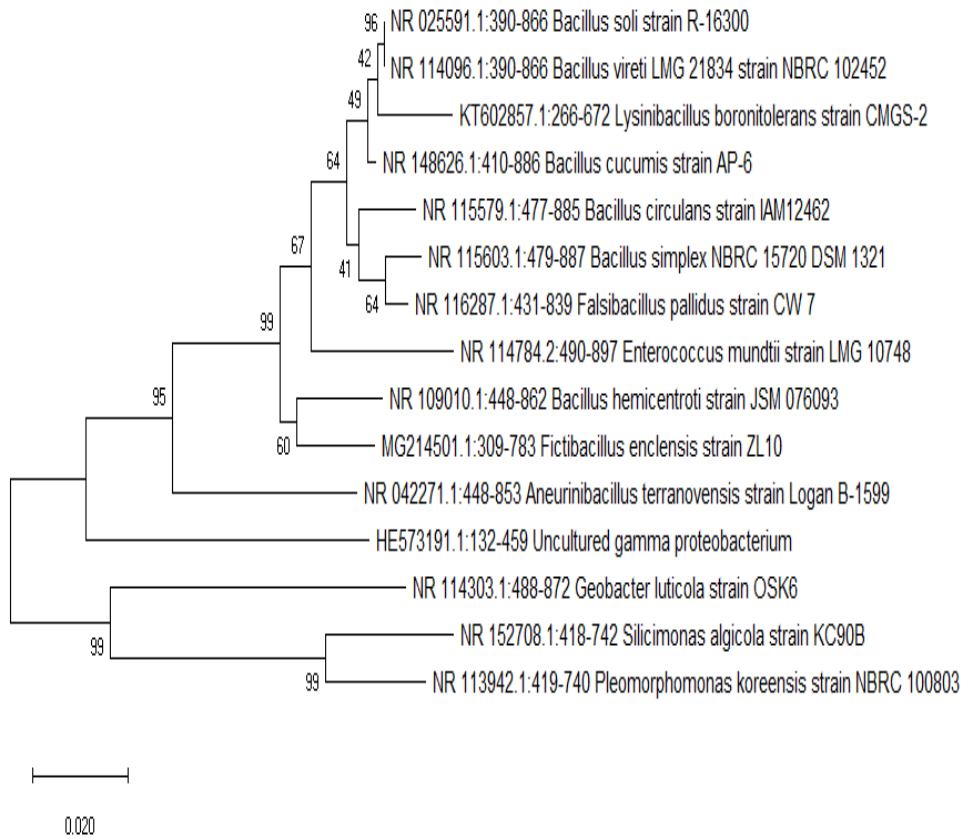 96
NR 025591.1:390-866 Bacillus soli strain R-16300
42
NR 114096.1:390-866 Bacillus vireti LMG 21834 strain NBRC 102452
49
KT602857.1:266-672 Lysinibacillus boronitolerans strain CMGS-2
64
NR 148626.1:410-886 Bacillus cucumis strain AP-6
NR 115579.1:477-885 Bacillus circulans strain IAM12462
67
NR 115603.1:479-887 Bacillus simplex NBRC 15720 DSM 1321
41
64
NR 116287.1:431-839 Falsibacillus pallidus strain CW 7
99
NR 114784.2:490-897 Enterococcus mundtii strain LMG 10748
95
NR 109010.1:448-862 Bacillus hemicentroti strain JSM 076093
60
MG214501.1:309-783 Fictibacillus enclensis strain ZL10
NR 042271.1:448-853 Aneurinibacillus terranovensis strain Logan B-1599
HE573191.1:132-459 Uncultured gamma proteobacterium
NR 114303.1:488-872 Geobacter luticola strain OSK6
99
NR 152708.1:418-742 Silicimonas algicola strain KC90B
99
NR 113942.1:419-740 Pleomorphomonas koreensis strain NBRC 100803
0.020